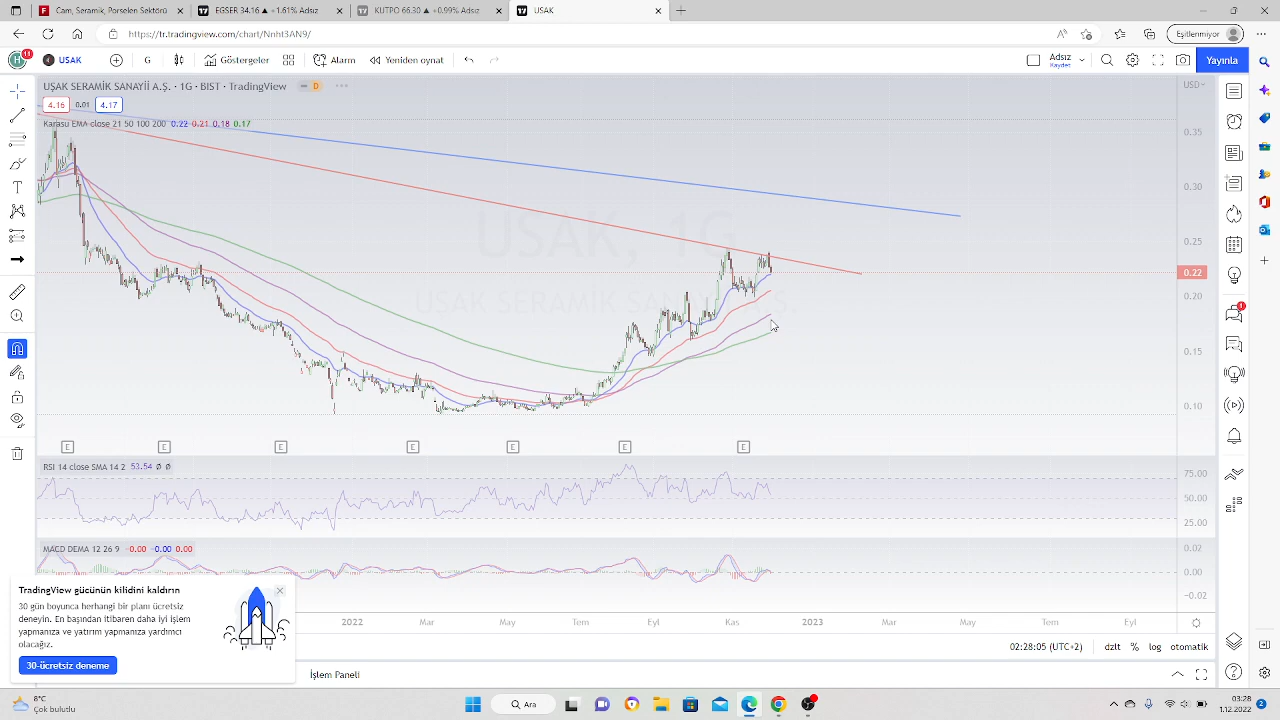 Cam, Porselen Seramik Sektörü
EGSER 34.16 ▲ +1.61% Adsız
KUTPO 66.30 ▲ +0.99% Adsız
USAK
https://tr.tradingview.com/chart/Nnht3AN9/
Eşitlenmiyor
H
USAK
G
Göstergeler
Alarm
Yeniden oynat
Adsız
Kaydet
Yayınla
UŞAK SERAMİK SANAYİİ A.Ş. · 1G · BIST · TradingView
D
USD
4.16
0.01
4.17
Karasu EMA close 21 50 100 200 0.22 0.21 0.18 0.17
0.35
0.30
0.25
0.22
0.20
0.15
0.10
USAK, 1G
UŞAK SERAMİK SANAYİİ A.Ş.
E E E E E E E
RSI 14 close SMA 14 2 53.54 Ø Ø
75.00
50.00
25.00
MACD DEMA 12 26 9 -0.00 -0.00 0.00
0.02
0.00
-0.02
TradingView gücünün kilidini kaldırın
30 gün boyunca herhangi bir planı ücretsiz
deneyin. En başından itibaren daha iyi işlem
yapmanıza ve yatırım yapmanıza yardımcı
olacağız.
30-ücretsiz deneme
2022 Mar May Tem Eyl Kas 2023 Mar May Tem Eyl
02:28:05 (UTC+2)
dzlt % log otomatik
İşlem Paneli
8°C
Çok bulutlu
Ara
03:28
1.12.2022
2